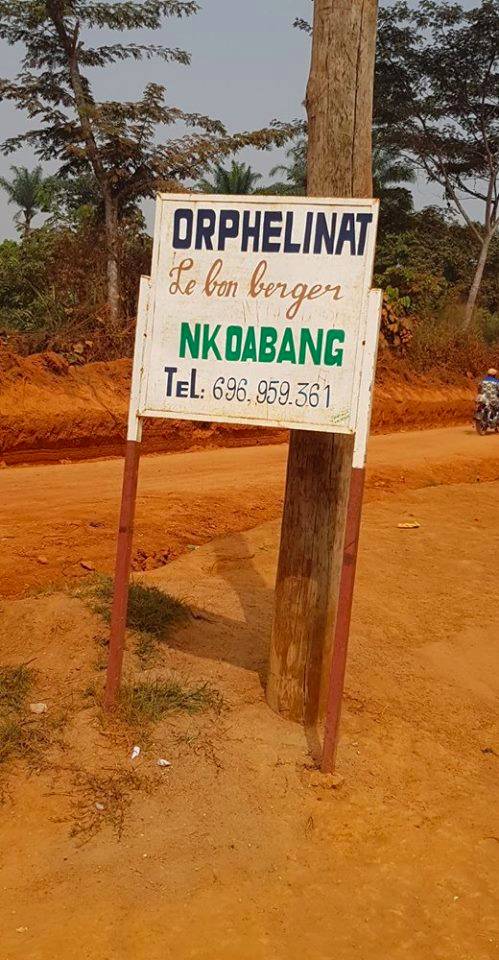 ORPHELINAT
Le bon berger
NKOABANG
TEL: 696.959.361